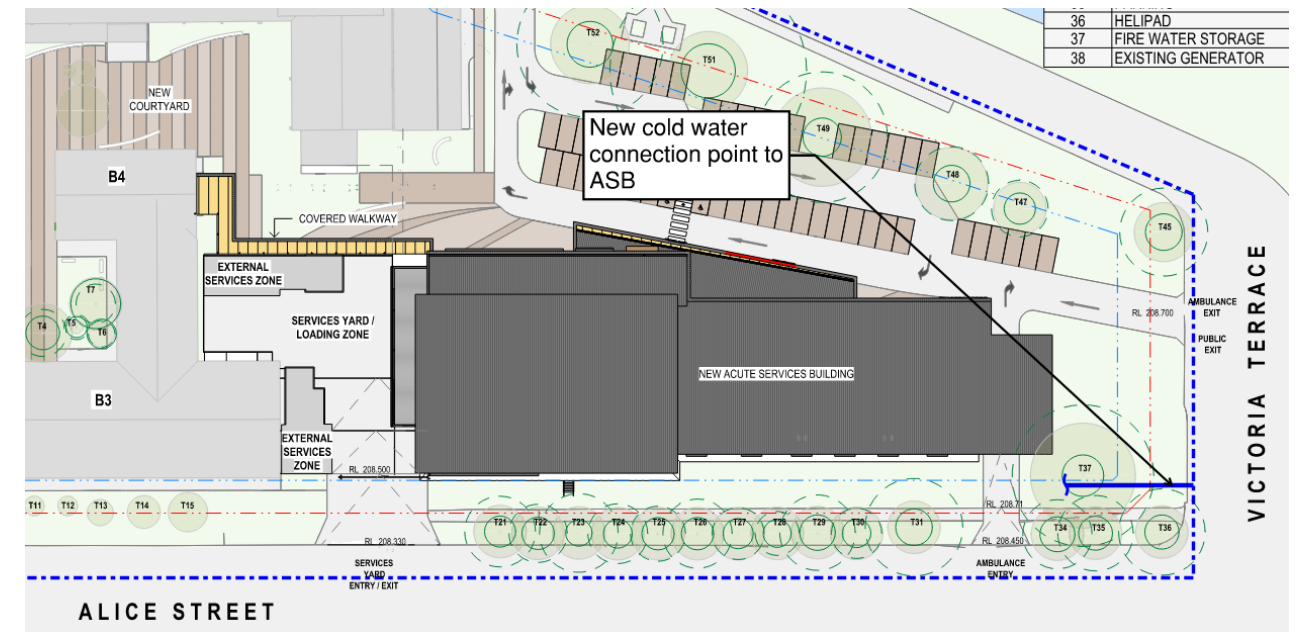 36 HELIPAD
37 FIRE WATER STORAGE
38 EXISTING GENERATOR
T52
T51
NEW
COURTYARD
New cold water
connection point to
ASB
T49
T48
T47
T45
B4
COVERED WALKWAY
EXTERNAL
SERVICES ZONE
T7
T5
T4
T6
SERVICES YARD /
LOADING ZONE
AMBULANCE
EXIT
RL 208.700
PUBLIC
EXIT
VICTORIA TERRACE
NEW ACUTE SERVICES BUILDING
B3
EXTERNAL
SERVICES
ZONE
RL 208.500
T37
T11
T12
T13
T14
T15
RL 208.71
T21
T22
T23
T24
T25
T26
T27
T28
T29
T30
T31
T34
T35
T36
RL 208.330
RL 208.450
SERVICES
YARD
ENTRY / EXIT
AMBULANCE
ENTRY
ALICE STREET